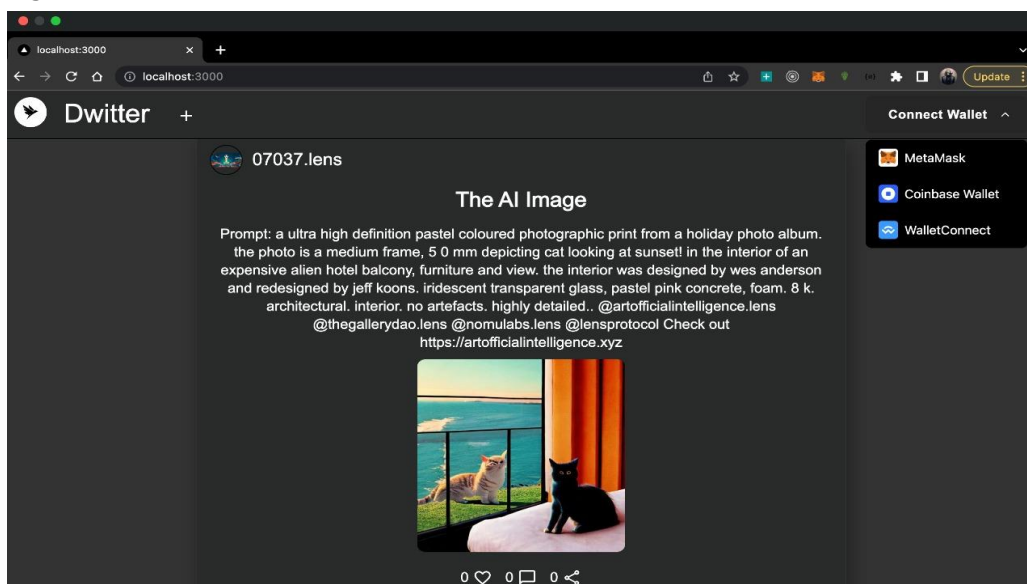 localhost:3000
localhost:3000
Update
Dwitter +
Connect Wallet
MetaMask
Coinbase Wallet
WalletConnect
07037.lens
The AI Image
Prompt: a ultra high definition pastel coloured photographic print from a holiday photo album.
the photo is a medium frame, 5 0 mm depicting cat looking at sunset! in the interior of an
expensive alien hotel balcony, furniture and view. the interior was designed by wes anderson
and redesigned by jeff koons. iridescent transparent glass, pastel pink concrete, foam. 8 k.
architectural. interior. no artefacts. highly detailed.. @artofficialintelligence.lens
@thegallerydao.lens @nomulabs.lens @lensprotocol Check out
https://artofficialintelligence.xyz
0 0 0